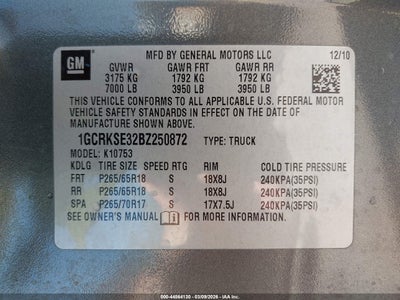 GM
MFD BY GENERAL MOTORS LLC 12/10
GVWR GAWR FRT GAWR RR
3175 KG 1792 KG 1792 KG
7000 LB 3950 LB 3950 LB
THIS VEHICLE CONFORMS TO ALL APPLICABLE U.S. FEDERAL MOTOR
VEHICLE SAFETY STANDARDS IN EFFECT ON THE DATE OF
MANUFACTURE SHOWN ABOVE.
1GCRKSE32BZ250872 TYPE: TRUCK
MODEL: K10753
KDLG TIRE SIZE SPEED RTG RIM COLD TIRE PRESSURE
FRT P265/65R18 S 18X8J 240KPA(35PSI)
RR P265/65R18 S 18X8J 240KPA(35PSI)
SPA P265/70R17 S 17X7.5J 240KPA(35PSI)
SEE OWNER'S MANUAL FOR ADDITIONAL INFORMATION.
000-44564130 - 03/09/2026 - IAA Inc.